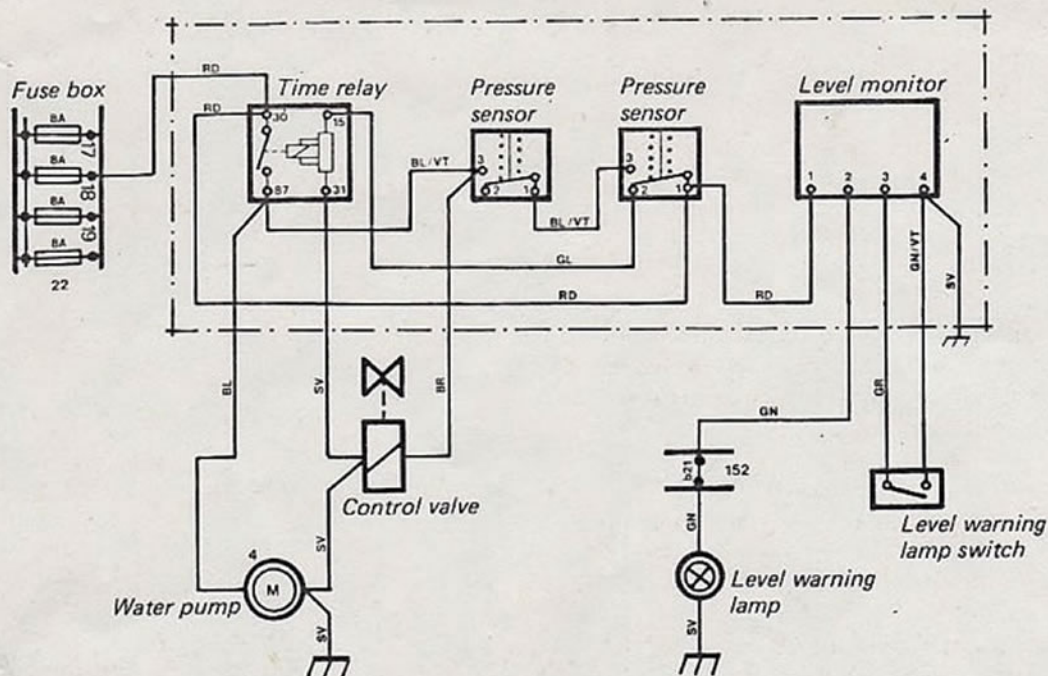 Fuse box
8A
17
8A
18
8A
19
8A
22
RD
RD
Time relay
30
15
87
31
Pressure
sensor
3
2
1
Pressure
sensor
3
2
1
Level monitor
1
2
3
4
BL/VT
BL/VT
GL
RD
RD
GN/VT
SV
BL
SV
BR
GR
GN
b21
152
GN
Control valve
SV
4
M
Water pump
SV
Level warning
lamp switch
Level warning
lamp
SV